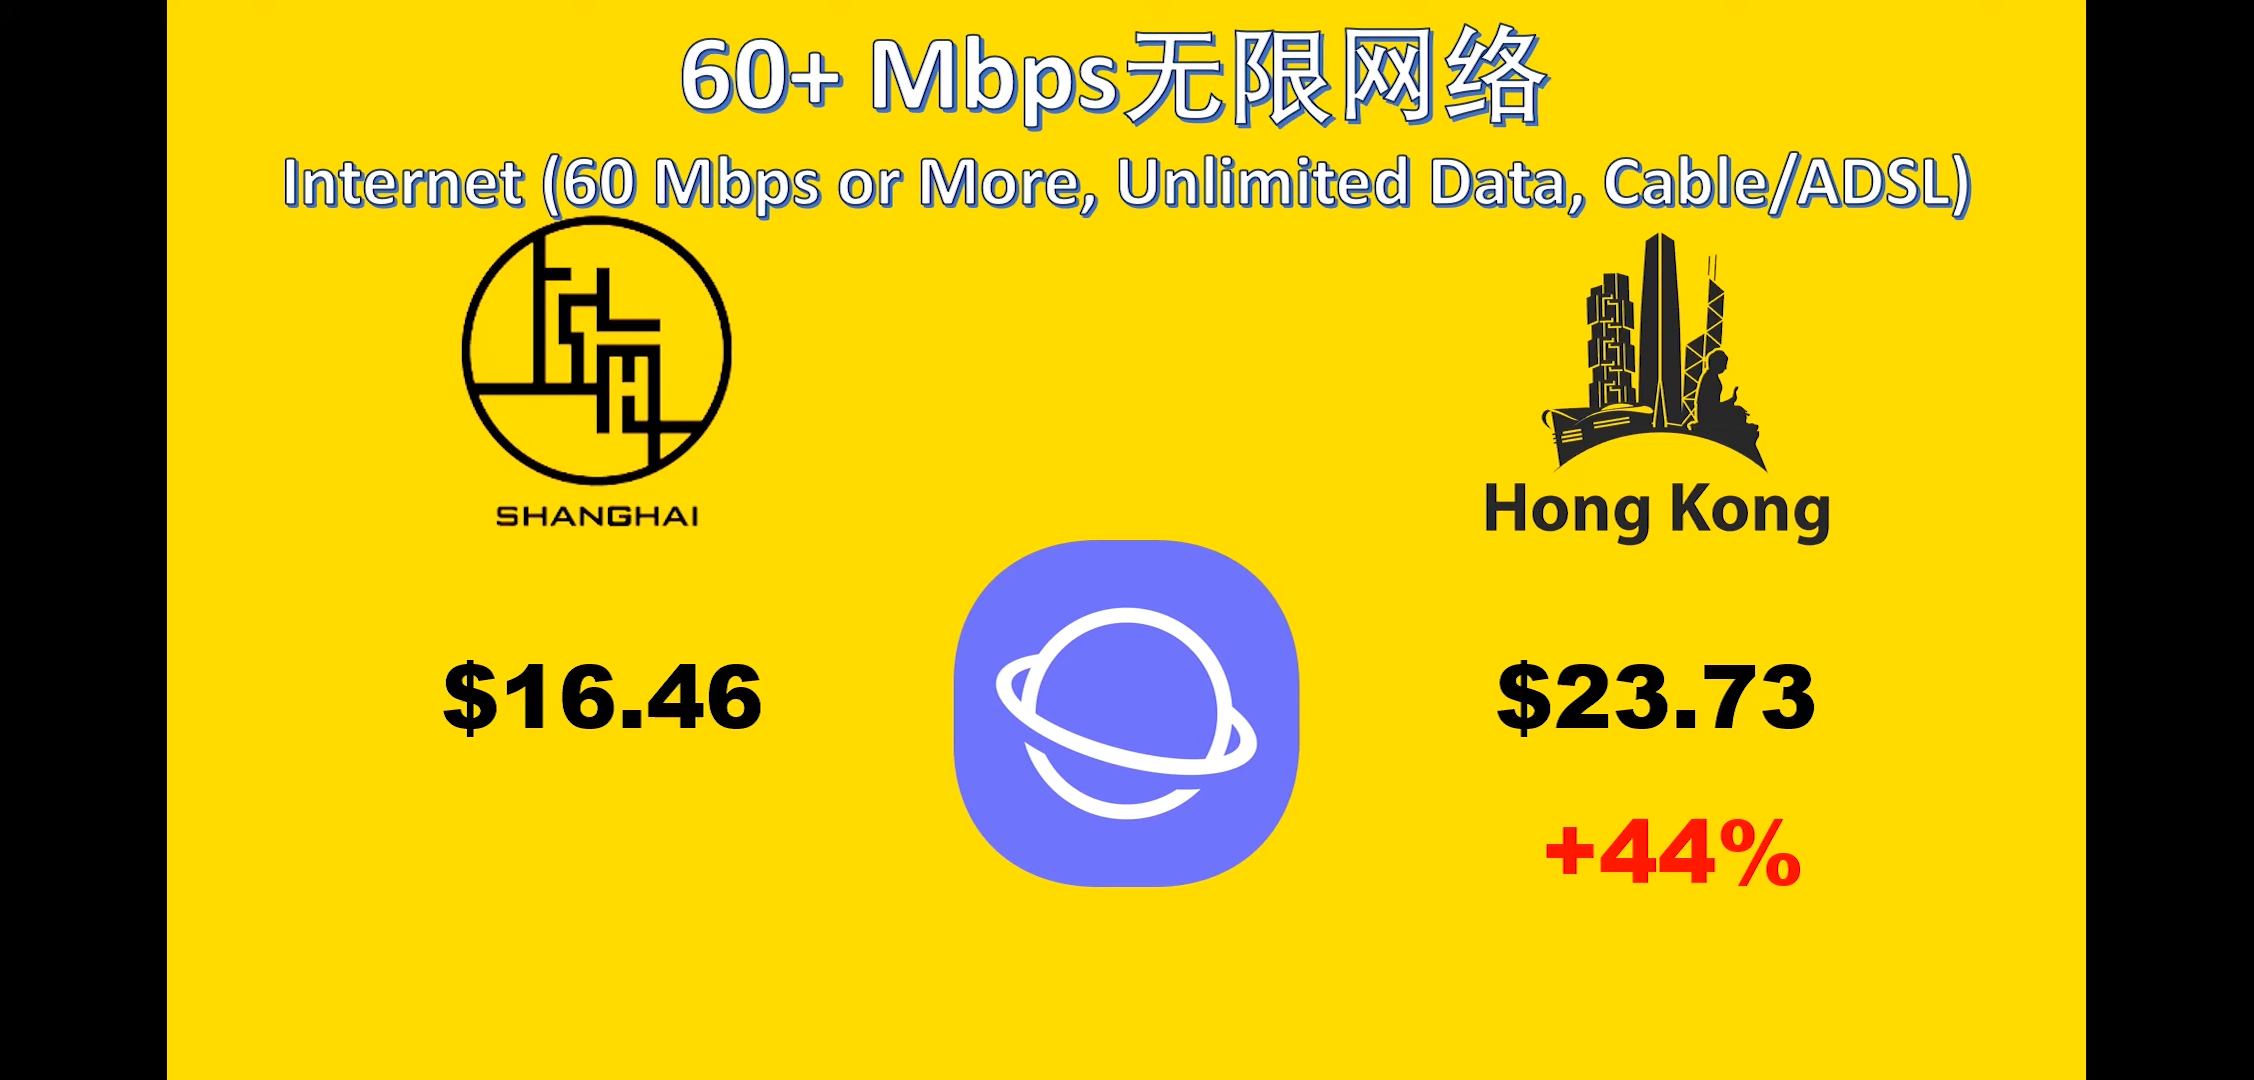 60+ Mbps无限网络
Internet (60 Mbps or More, Unlimited Data, Cable/ADSL)
SHANGHAI
Hong Kong
$16.46
$23.73
+44%